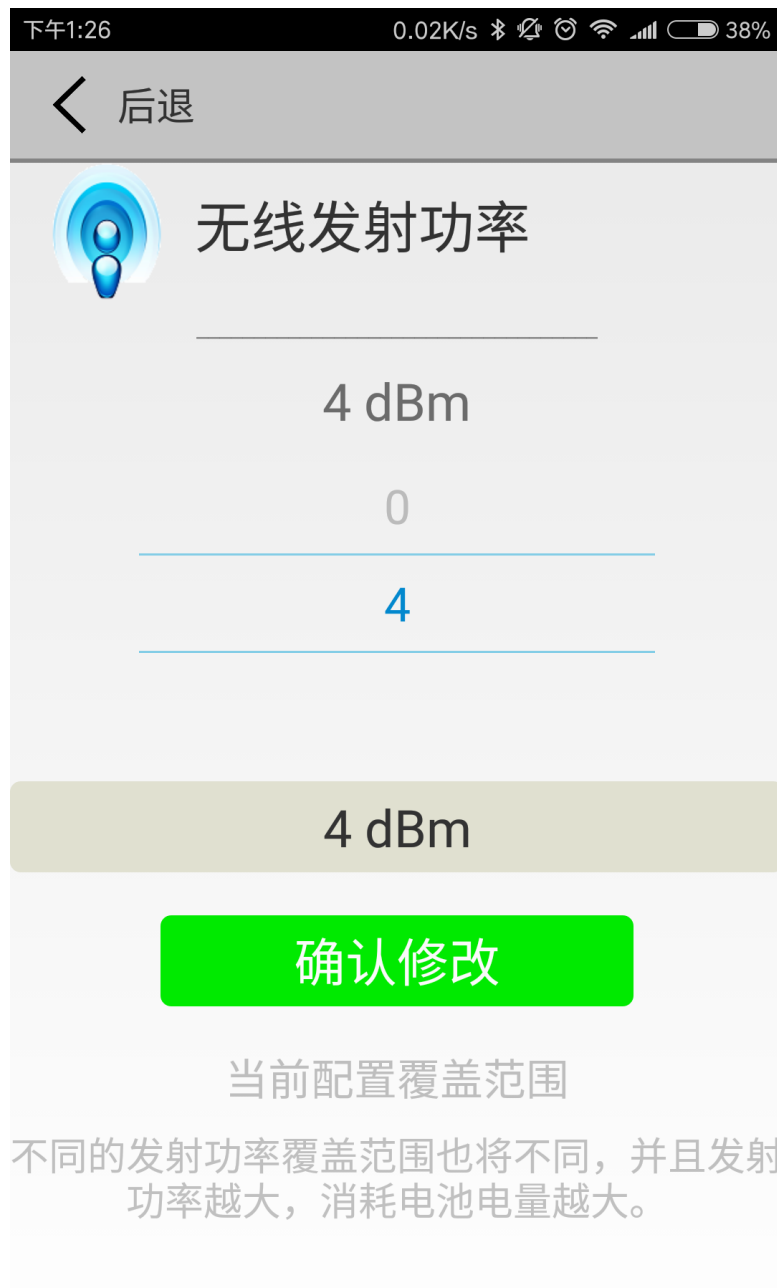 下午1:26 0.02K/s 38%
后退
无线发射功率
4 dBm
0
4
4 dBm
确认修改
当前配置覆盖范围
不同的发射功率覆盖范围也将不同，并且发射
功率越大，消耗电池电量越大。